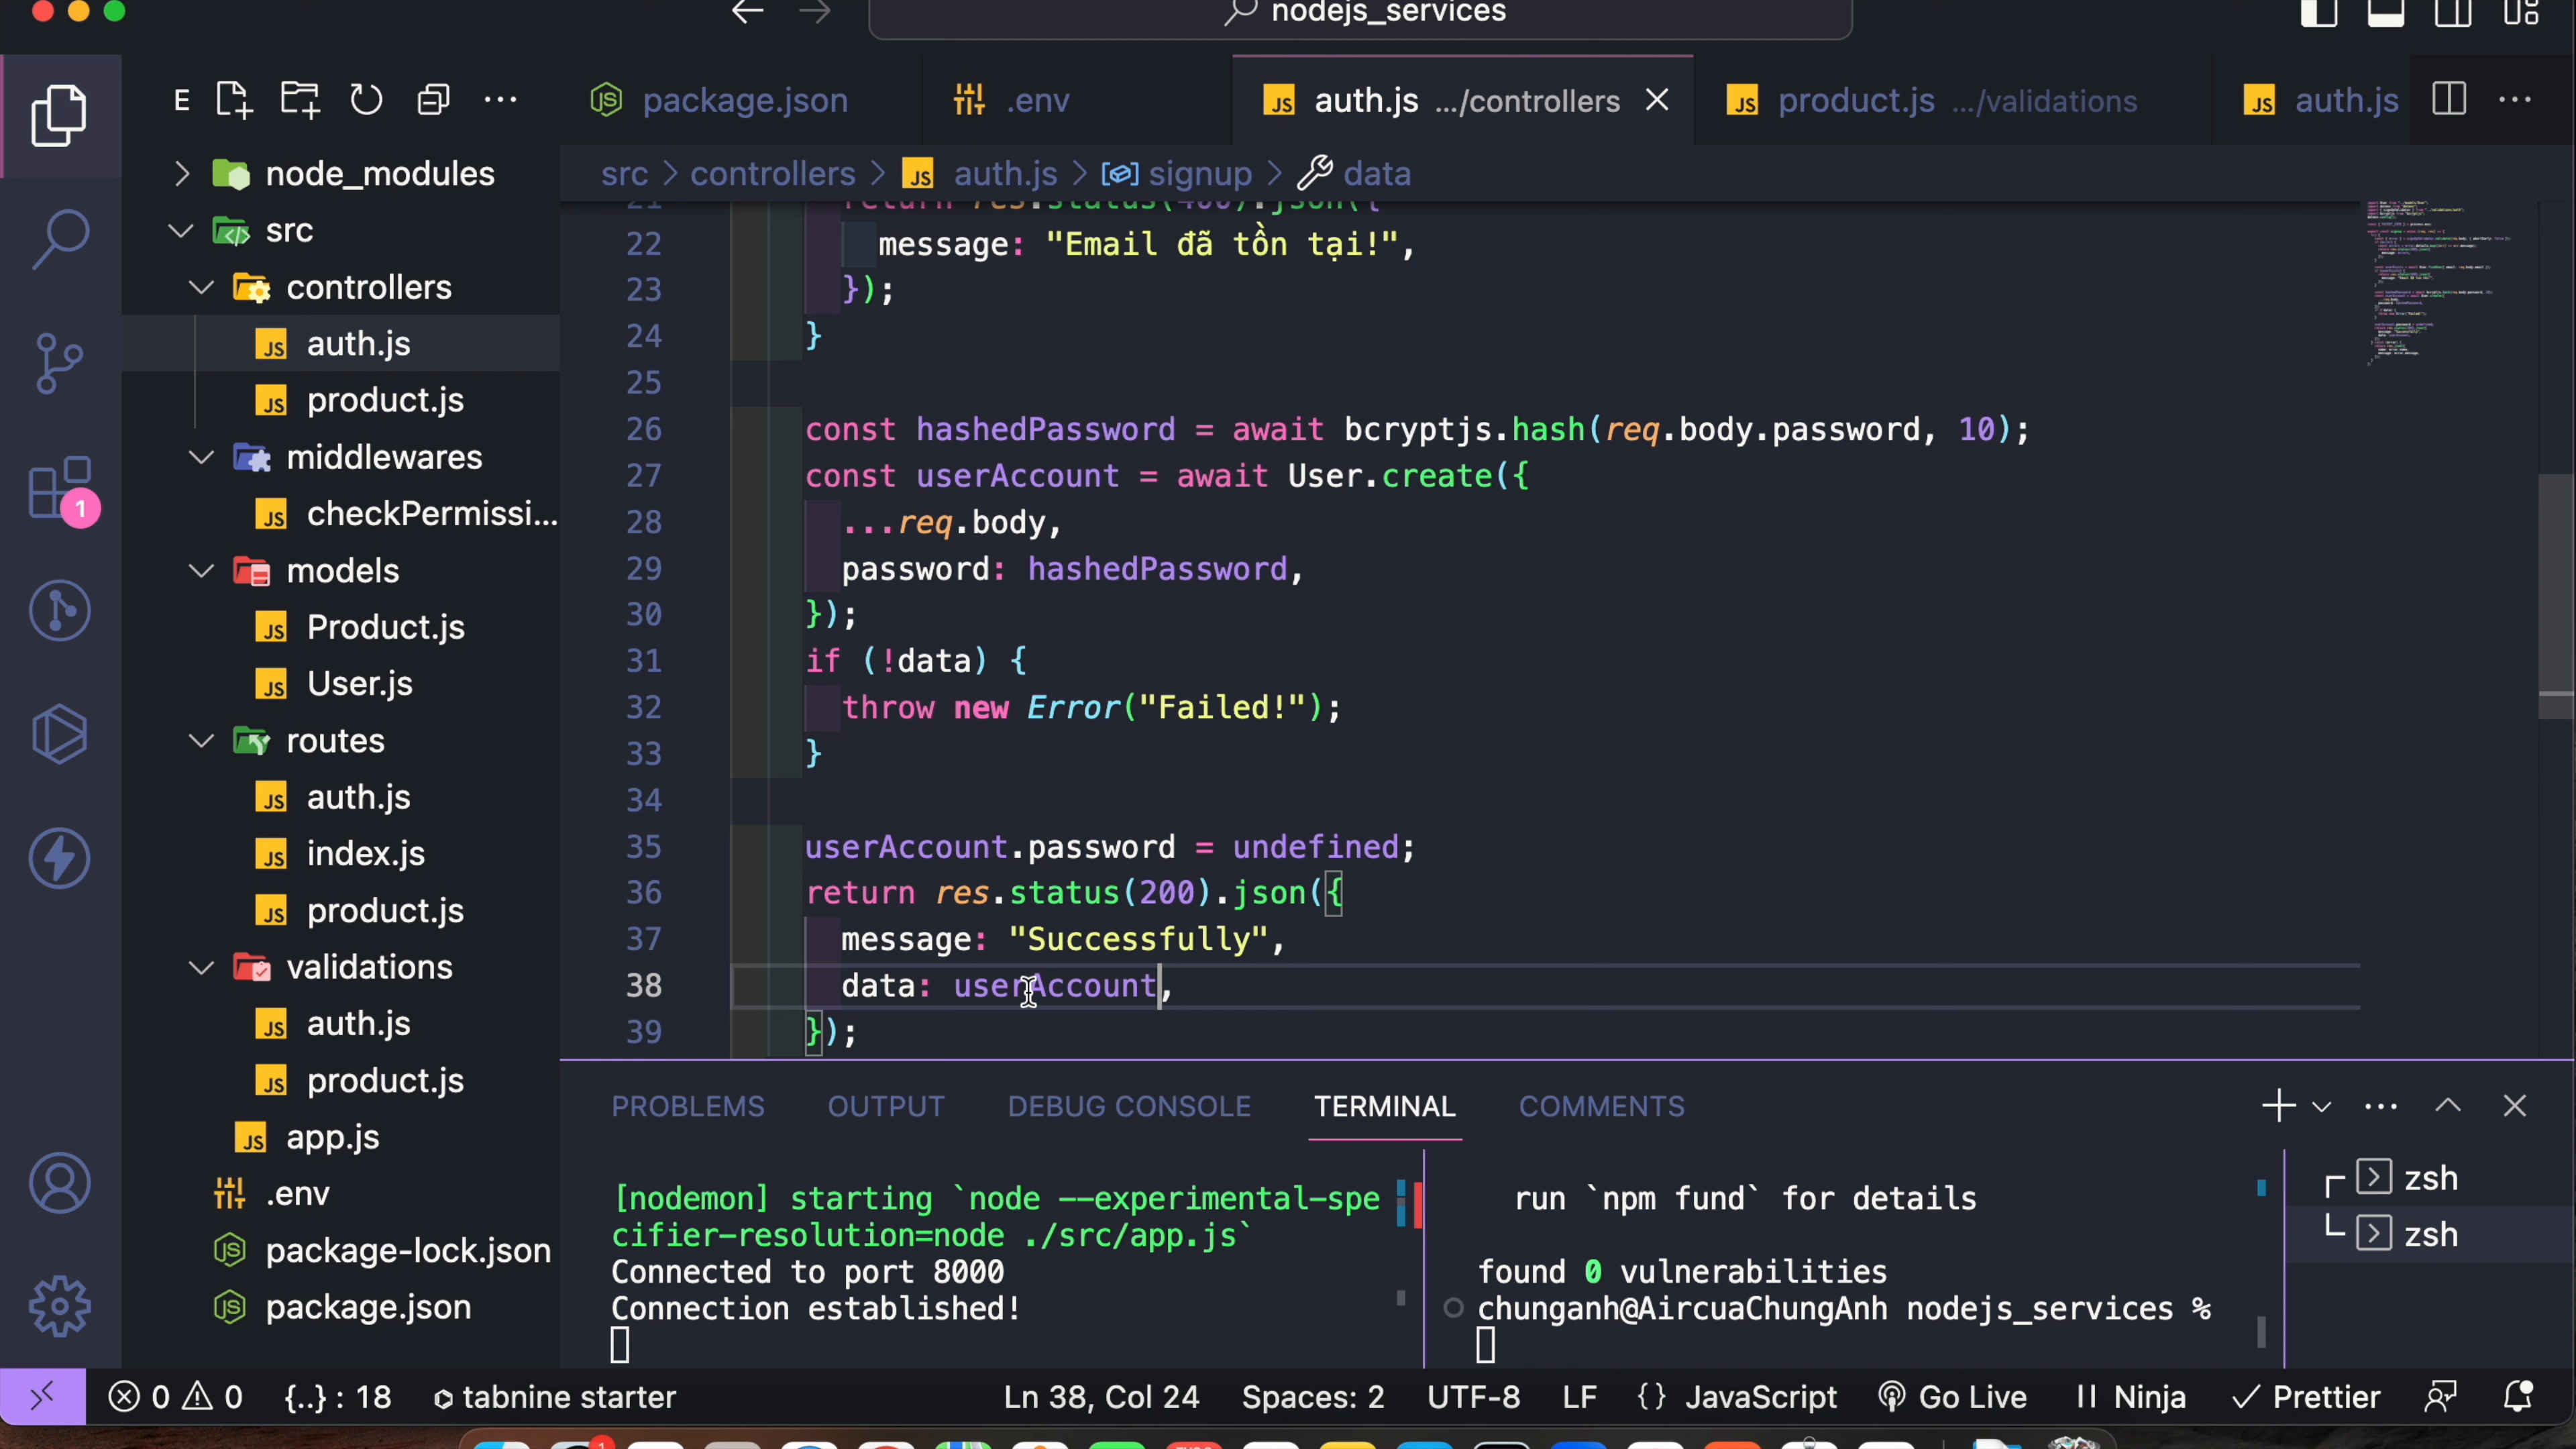 nodejs_services
E
package.json
.env
auth.js .../controllers
product.js .../validations
auth.js
src > controllers > auth.js > signup > data
node_modules
src
controllers
auth.js
product.js
middlewares
checkPermissi...
models
Product.js
User.js
routes
auth.js
index.js
product.js
validations
auth.js
product.js
app.js
.env
package-lock.json
package.json
1
21 return res.status(400).json({
22 message: "Email đã tồn tại!",
23 });
24 }
25
26 const hashedPassword = await bcryptjs.hash(req.body.password, 10);
27 const userAccount = await User.create({
28 ...req.body,
29 password: hashedPassword,
30 });
31 if (!data) {
32 throw new Error("Failed!");
33 }
34
35 userAccount.password = undefined;
36 return res.status(200).json({
37 message: "Successfully",
38 data: userAccount,
39 });
PROBLEMS OUTPUT DEBUG CONSOLE TERMINAL COMMENTS
[nodemon] starting `node --experimental-spe
cifier-resolution=node ./src/app.js`
Connected to port 8000
Connection established!
run `npm fund` for details
found 0 vulnerabilities
chunganh@AircuaChungAnh nodejs_services %
zsh
zsh
0 0 {..} : 18 tabnine starter Ln 38, Col 24 Spaces: 2 UTF-8 LF {} JavaScript Go Live Ninja Prettier